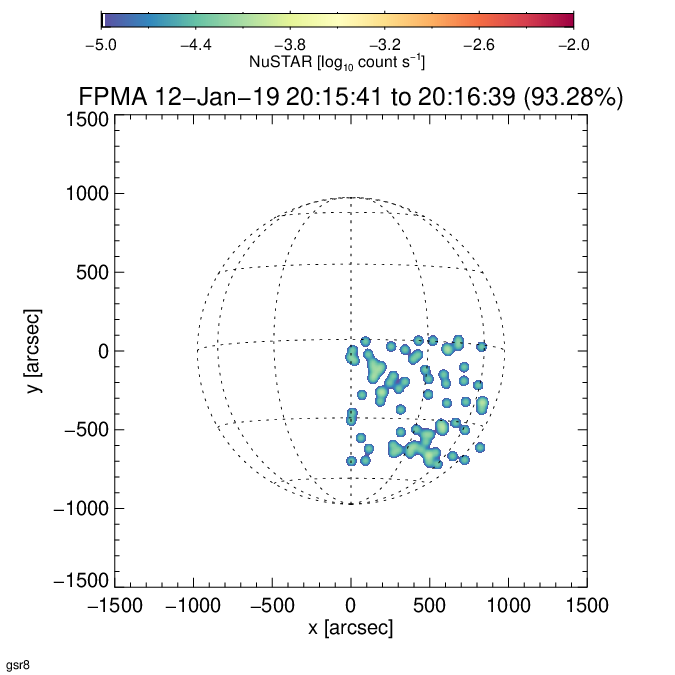 −5.0 −4.4 −3.8 −3.2 −2.6 −2.0
NuSTAR [log10 count s−1]
FPMA 12−Jan−19 20:15:41 to 20:16:39 (93.28%)
1500
1000
500
0
−500
−1000
−1500
y [arcsec]
−1500 −1000 −500 0 500 1000 1500
x [arcsec]
gsr8